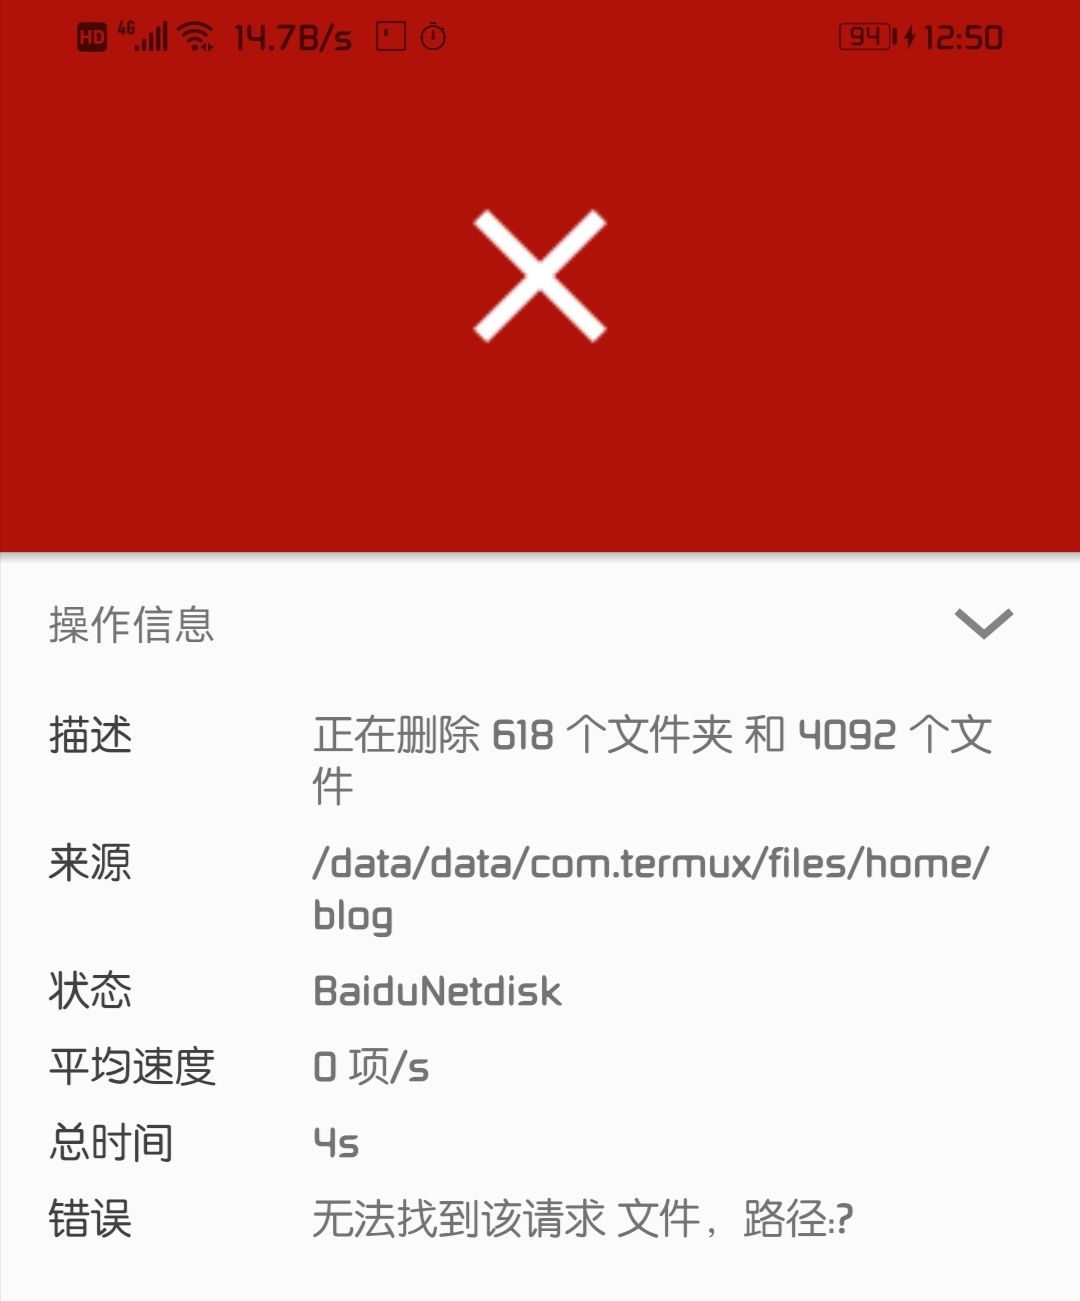 HD 4G 14.7B/s 94 12:50
操作信息
描述 正在删除 618 个文件夹 和 4092 个文
件
来源 /data/data/com.termux/files/home/
blog
状态 BaiduNetdisk
平均速度 0 项/s
总时间 4s
错误 无法找到该请求 文件，路径:?